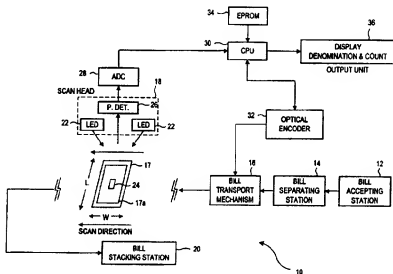 34
EPROM
36
30
CPU
DISPLAY
DENOMINATION & COUNT
OUTPUT UNIT
28
ADC
18
SCAN HEAD
P. DET.
26
22
LED
LED
22
32
OPTICAL
ENCODER
17
L
24
17a
W
SCAN DIRECTION
16
BILL
TRANSPORT
MECHANISM
14
BILL
SEPARATING
STATION
12
BILL
ACCEPTING
STATION
BILL
STACKING STATION
20
10